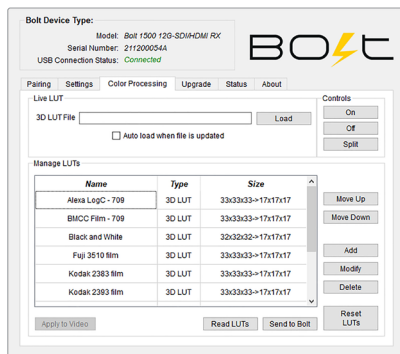 Bolt Device Type:
Model: Bolt 1500 12G-SDI/HDMI RX
Serial Number: 211200054A
USB Connection Status: Connected
BOLT
Pairing Settings Color Processing Upgrade Status About
Live LUT
3D LUT File Load
Auto load when file is updated
Controls
On
Off
Split
Manage LUTs
Name Type Size
Alexa LogC - 709 3D LUT 33x33x33->17x17x17
BMCC Film - 709 3D LUT 33x33x33->17x17x17
Black and White 3D LUT 32x32x32->17x17x17
Fuji 3510 film 3D LUT 33x33x33->17x17x17
Kodak 2383 film 3D LUT 33x33x33->17x17x17
Kodak 2393 film 3D LUT 33x33x33->17x17x17
Move Up
Move Down
Add
Modify
Delete
Reset
LUTs
Apply to Video Read LUTs Send to Bolt